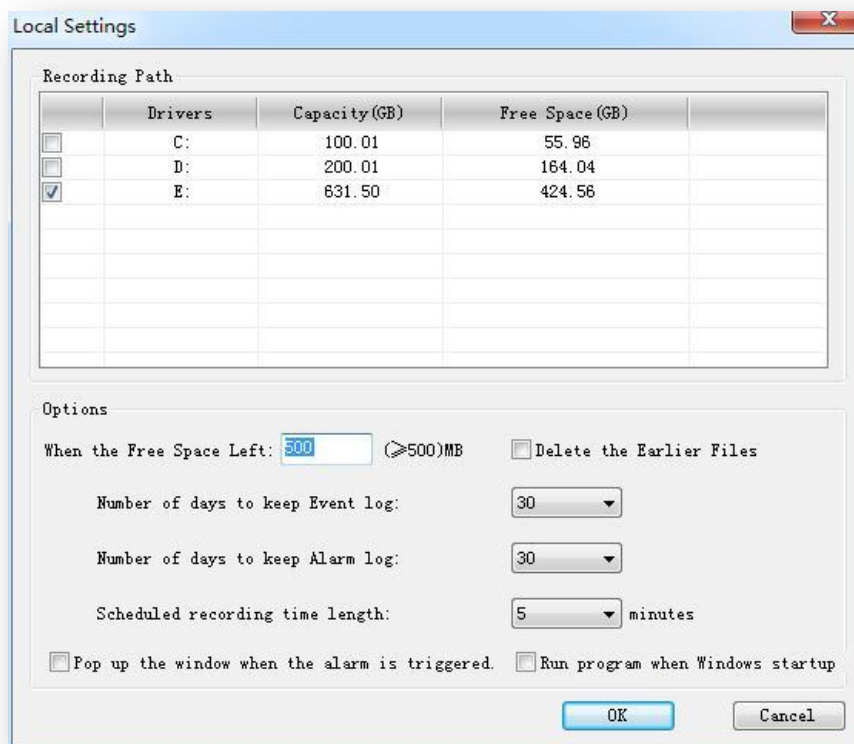 Local Settings
Recording Path
Drivers Capacity(GB) Free Space(GB)
C: 100.01 55.96
D: 200.01 164.04
E: 631.50 424.56
Options
When the Free Space Left: 500 (⩾500)MB Delete the Earlier Files
Number of days to keep Event log: 30
Number of days to keep Alarm log: 30
Scheduled recording time length: 5 minutes
Pop up the window when the alarm is triggered. Run program when Windows startup
OK Cancel